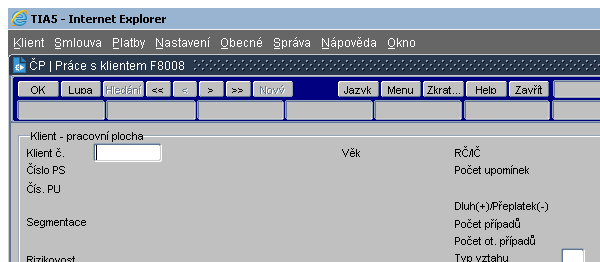 TIA5 - Internet Explorer
Klient Smlouva Platby Nastavení Obecné Správa Nápověda Okno
ČP | Práce s klientem F8008
OK Lupa Hledání << < > >> Nový Jazyk Menu Zkrat... Help Zavřít
Klient - pracovní plocha
Klient č. Věk RČ/IČ
Číslo PS Počet upomínek
Čís. PU
Dluh(+)/Přeplatek(-)
Segmentace Počet případů
Počet ot. případů
Rizikovost Typ vztahu